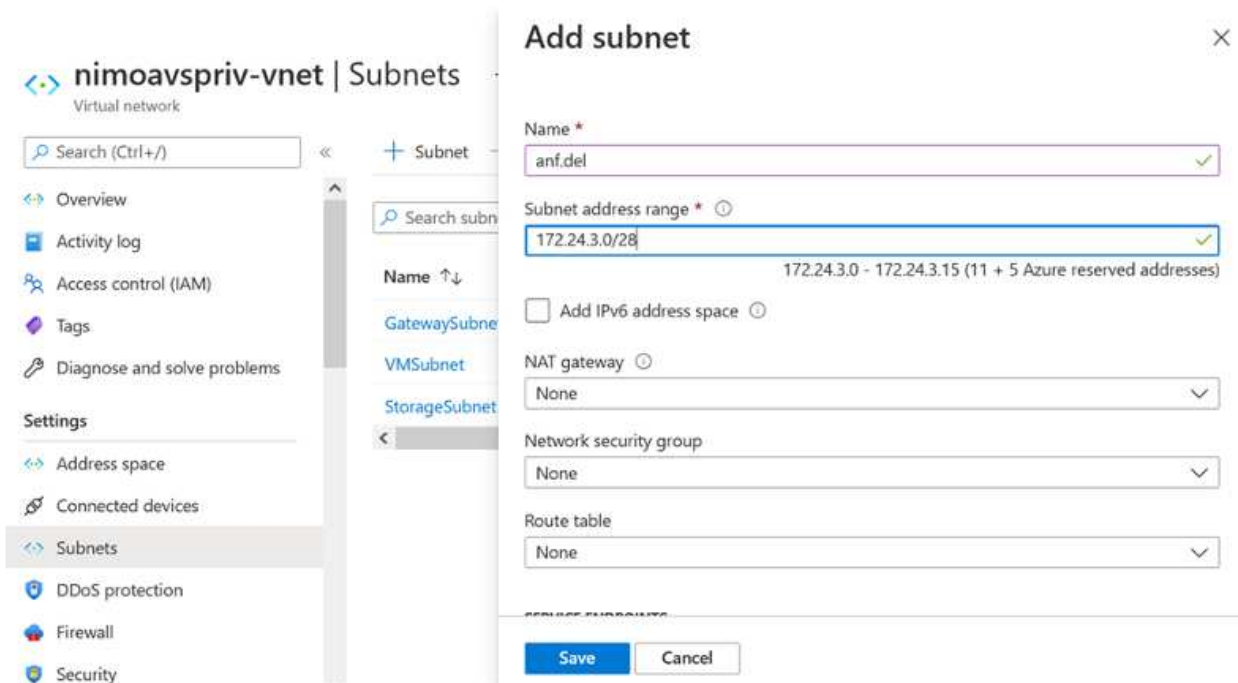 nimoavspriv-vnet | Subnets
Virtual network
Search (Ctrl+/)
«
Overview
Activity log
Access control (IAM)
Tags
Diagnose and solve problems
Settings
Address space
Connected devices
Subnets
DDoS protection
Firewall
Security
+ Subnet
Search subn
Name ↑↓
GatewaySubne
VMSubnet
StorageSubnet
Add subnet
Name *
anf.del
Subnet address range *
172.24.3.0/28
172.24.3.0 - 172.24.3.15 (11 + 5 Azure reserved addresses)
Add IPv6 address space
NAT gateway
None
Network security group
None
Route table
None
SERVICE ENDPOINTS
Save
Cancel